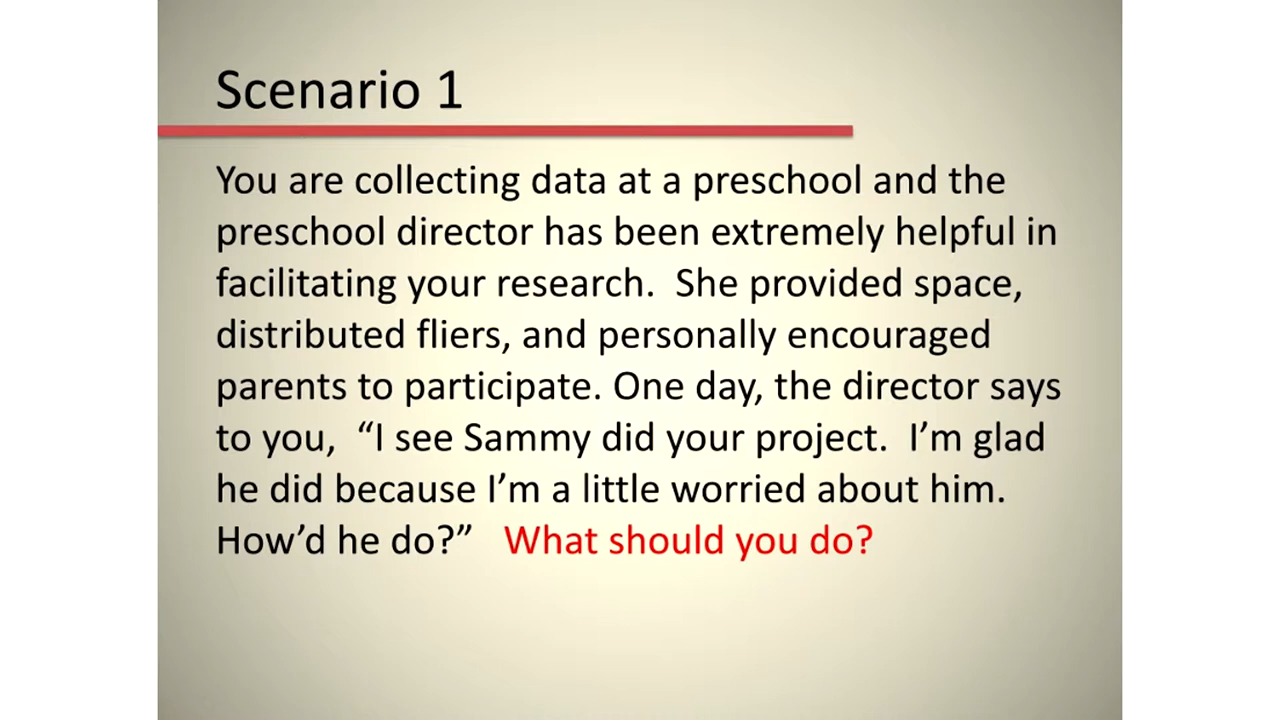 Scenario 1
You are collecting data at a preschool and the
preschool director has been extremely helpful in
facilitating your research.  She provided space,
distributed fliers, and personally encouraged
parents to participate. One day, the director says
to you,  “I see Sammy did your project.  I’m glad
he did because I’m a little worried about him.
How’d he do?”   What should you do?